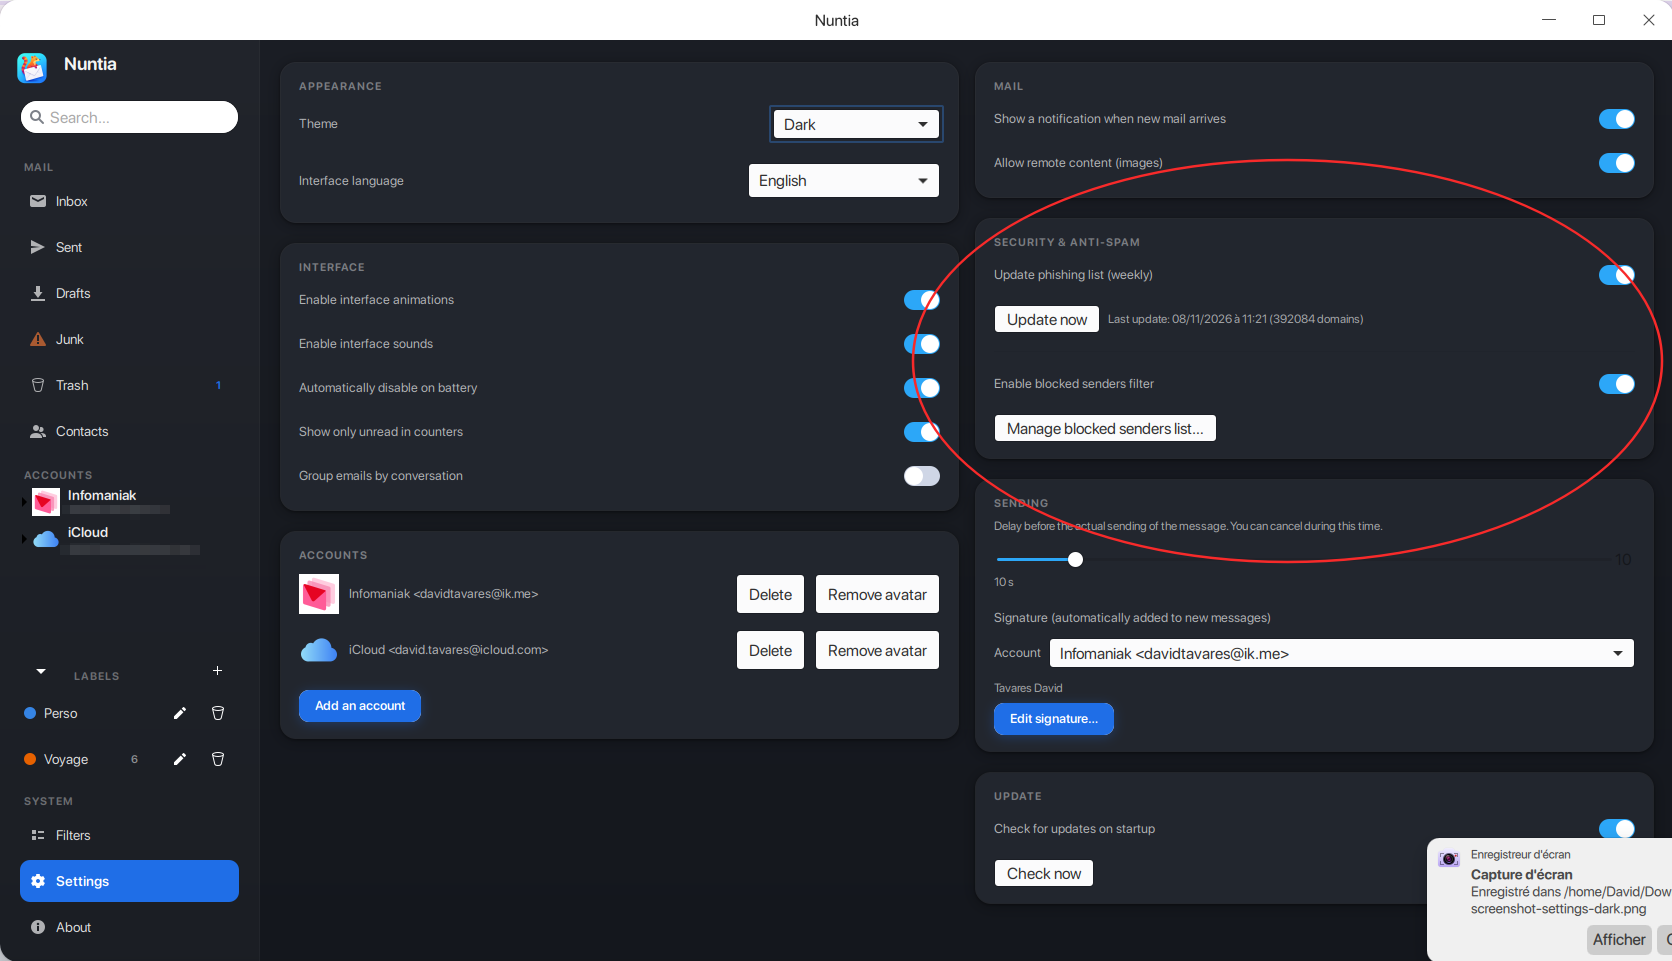 Nuntia
Nuntia
Search...
MAIL
Inbox
Sent
Drafts
Junk
Trash 1
Contacts
ACCOUNTS
Infomaniak
iCloud
LABELS +
Perso
Voyage 6
SYSTEM
Filters
Settings
About
APPEARANCE
Theme Dark
Interface language English
INTERFACE
Enable interface animations
Enable interface sounds
Automatically disable on battery
Show only unread in counters
Group emails by conversation
ACCOUNTS
Infomaniak <davidtavares@ik.me> Delete Remove avatar
iCloud <david.tavares@icloud.com> Delete Remove avatar
Add an account
MAIL
Show a notification when new mail arrives
Allow remote content (images)
SECURITY & ANTI-SPAM
Update phishing list (weekly)
Update now Last update: 08/11/2026 à 11:21 (392084 domains)
Enable blocked senders filter
Manage blocked senders list...
SENDING
Delay before the actual sending of the message. You can cancel during this time.
10
10 s
Signature (automatically added to new messages)
Account Infomaniak <davidtavares@ik.me>
Tavares David
Edit signature...
UPDATE
Check for updates on startup
Check now
Enregistreur d'écran
Capture d'écran
Enregistré dans /home/David/Dow
screenshot-settings-dark.png
Afficher